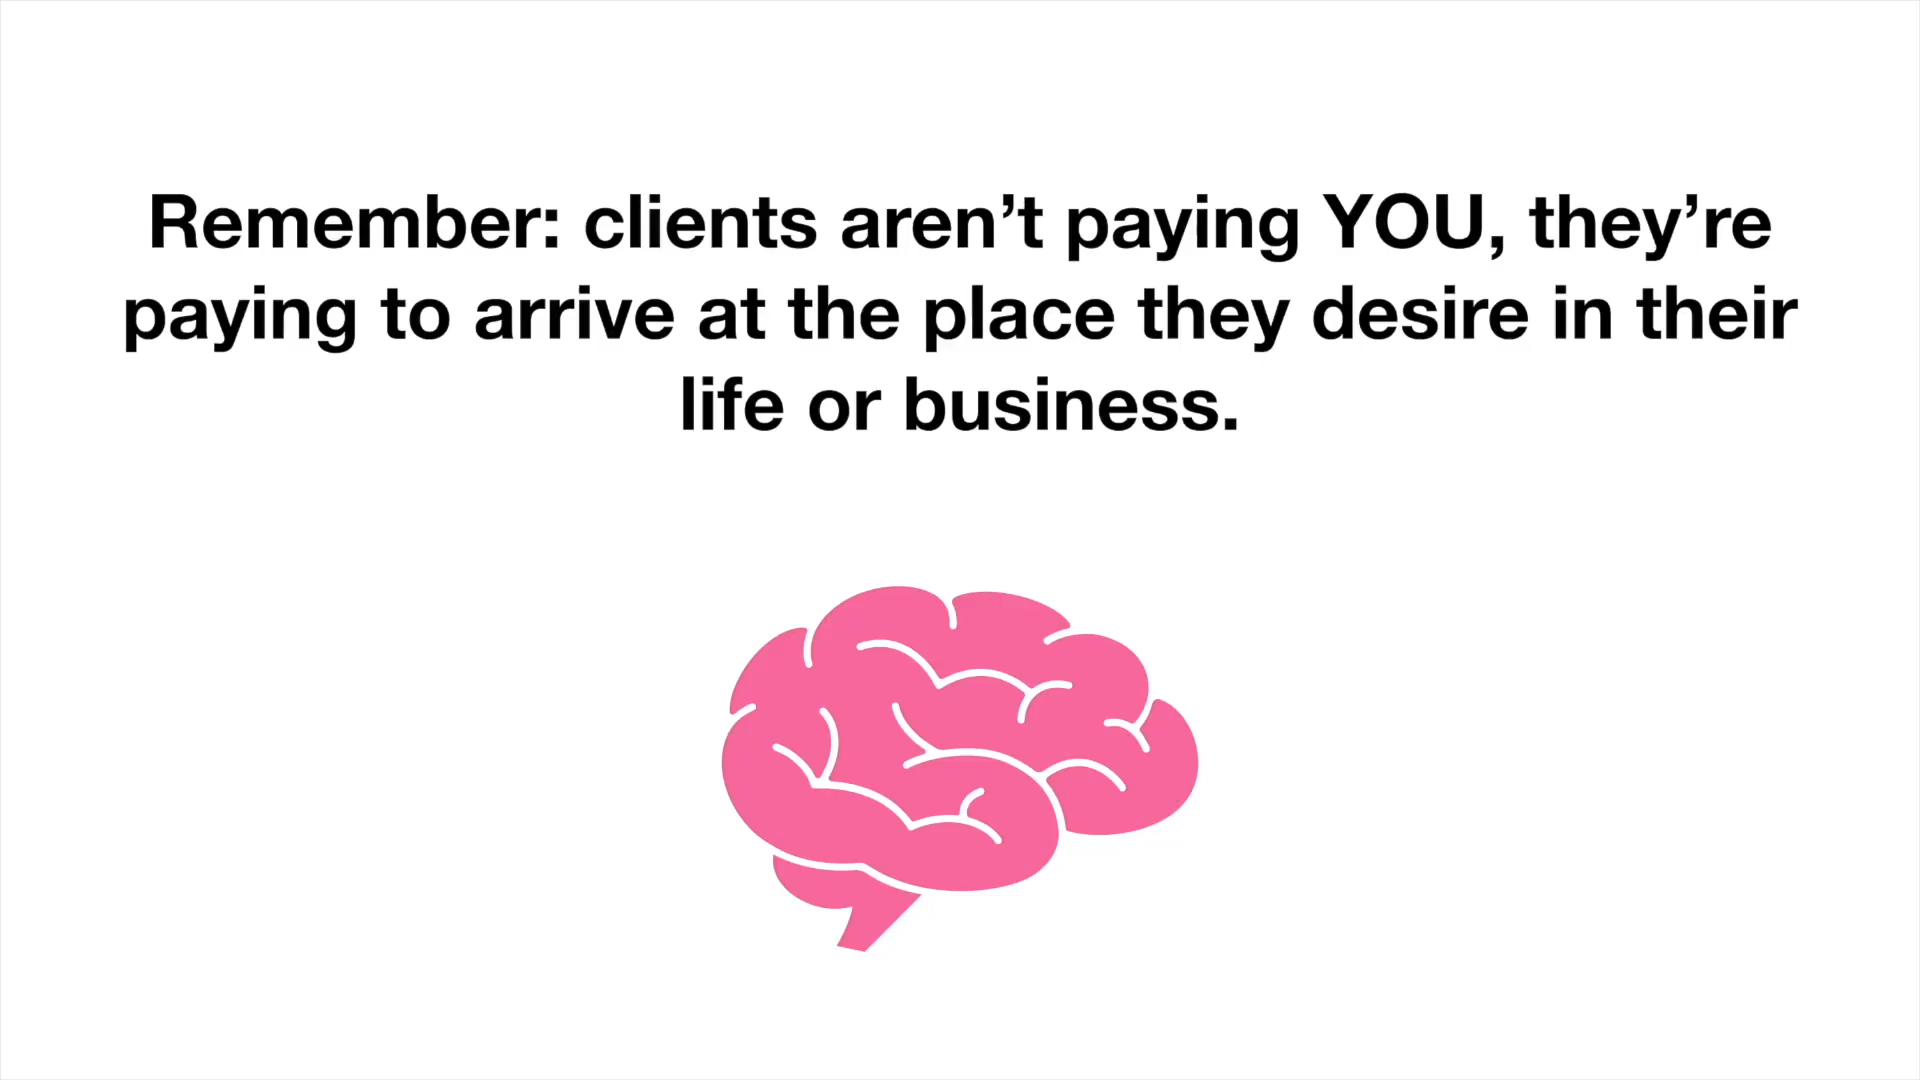 Remember: clients aren’t paying YOU, they’re
paying to arrive at the place they desire in their
life or business.